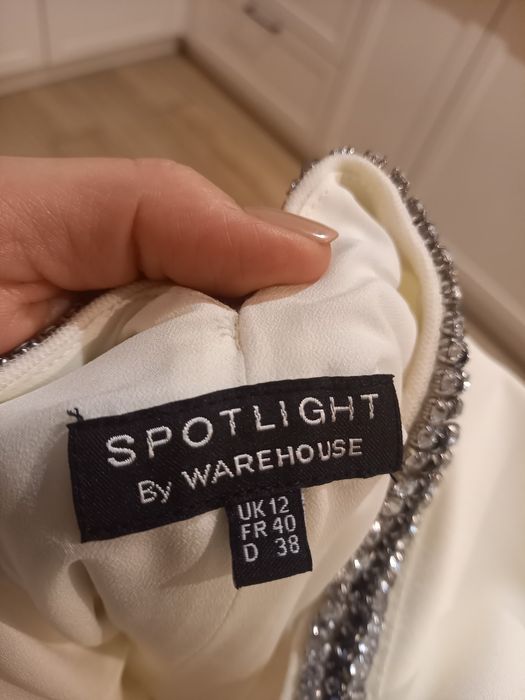 SPOTLIGHT
By WAREHOUSE
UK 12
FR 40
D 38